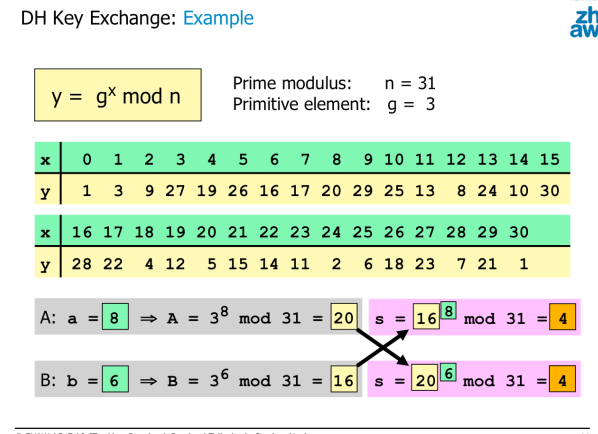 DH Key Exchange: Example
zh
aw
y = g^x mod n
Prime modulus: n = 31
Primitive element: g = 3
x 0 1 2 3 4 5 6 7 8 9 10 11 12 13 14 15
y 1 3 9 27 19 26 16 17 20 29 25 13 8 24 10 30
x 16 17 18 19 20 21 22 23 24 25 26 27 28 29 30
y 28 22 4 12 5 15 14 11 2 6 18 23 7 21 1
A: a = 8 ⇒ A = 3^8 mod 31 = 20 s = 16^8 mod 31 = 4
B: b = 6 ⇒ B = 3^6 mod 31 = 16 s = 20^6 mod 31 = 4